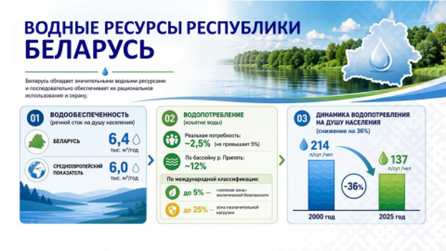 ВОДНЫЕ РЕСУРСЫ РЕСПУБЛИКИ
БЕЛАРУСЬ
Беларусь обладает значительными водными ресурсами
и последовательно обеспечивает их рациональное
использование и охрану.
01
ВОДООБЕСПЕЧЕННОСТЬ
(речной сток на душу населения)
БЕЛАРУСЬ
6,4
тыс. м³/год
СРЕДНЕЕВРОПЕЙСКИЙ
ПОКАЗАТЕЛЬ
6,0
тыс. м³/год
02
ВОДОПОТРЕБЛЕНИЕ
(изъятие воды)
Реальная потребность:
~2,5% (не превышает 5%)
По бассейну р. Припять:
~12%
По международной классификации:
до 5% —
«зеленая зона»
экологической безопасности
до 25% —
зона незначительной
нагрузки
03
ДИНАМИКА ВОДОПОТРЕБЛЕНИЯ
НА ДУШУ НАСЕЛЕНИЯ
(снижение на 36%)
214
л/сут./чел
137
л/сут./чел
-36%
2000 год
2025 год